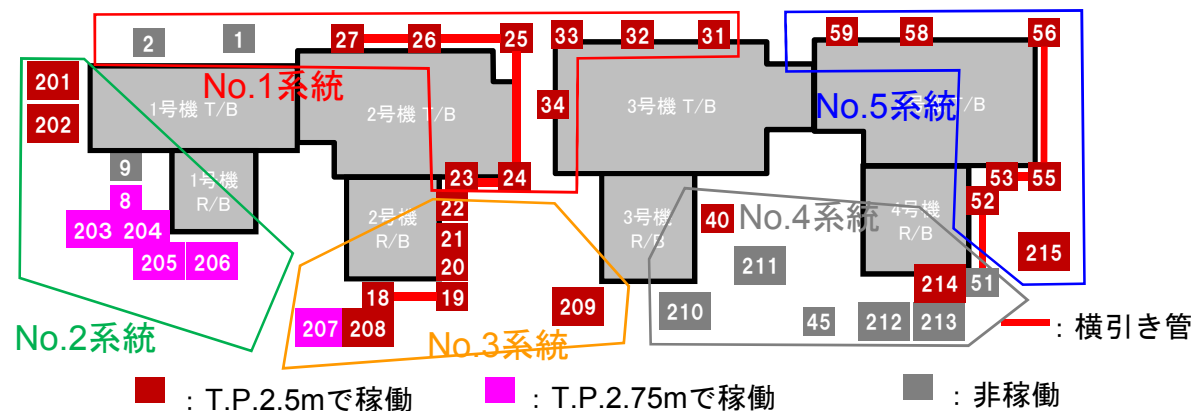 2 1 27 26 25 33 32 31 59 58 56
201 No.1系統 34 No.5系統
202 1号機 T/B 2号機 T/B 3号機 T/B
9 23 24 53 55
8 1号機
R/B 2号機
R/B 3号機
R/B 4号機
R/B
22 52
203 204 21 40 No.4系統 215
205 206 20 211 214 51
18 19 209 210
207 208 45 212 213
No.2系統 No.3系統 : 横引き管
: T.P.2.5mで稼働 : T.P.2.75mで稼働 : 非稼働